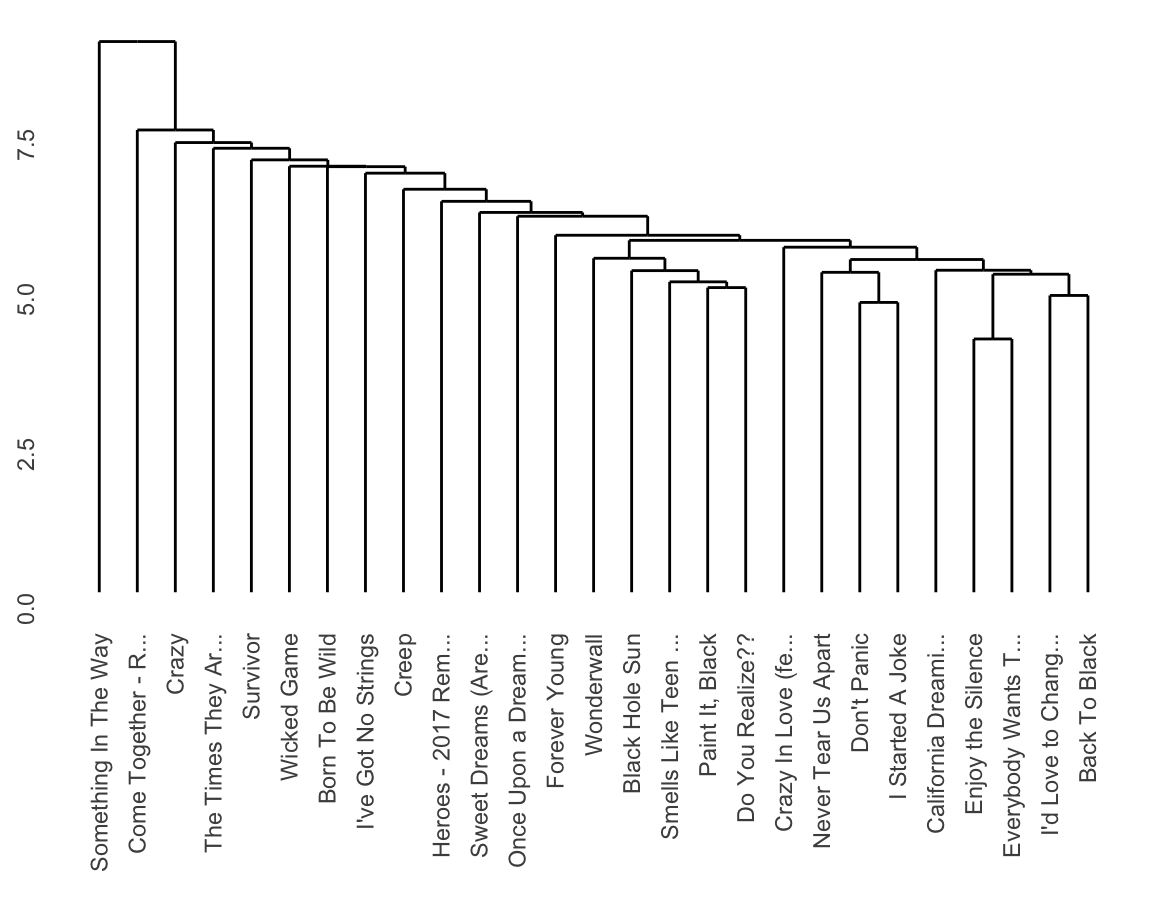 7.5
5.0
2.5
0.0
Something In The Way
Come Together - R...
Crazy
The Times They Ar...
Survivor
Wicked Game
Born To Be Wild
I've Got No Strings
Creep
Heroes - 2017 Rem...
Sweet Dreams (Are...
Once Upon a Dream...
Forever Young
Wonderwall
Black Hole Sun
Smells Like Teen ...
Paint It, Black
Do You Realize??
Crazy In Love (fe...
Never Tear Us Apart
Don't Panic
I Started A Joke
California Dreami...
Enjoy the Silence
Everybody Wants T...
I'd Love to Chang...
Back To Black